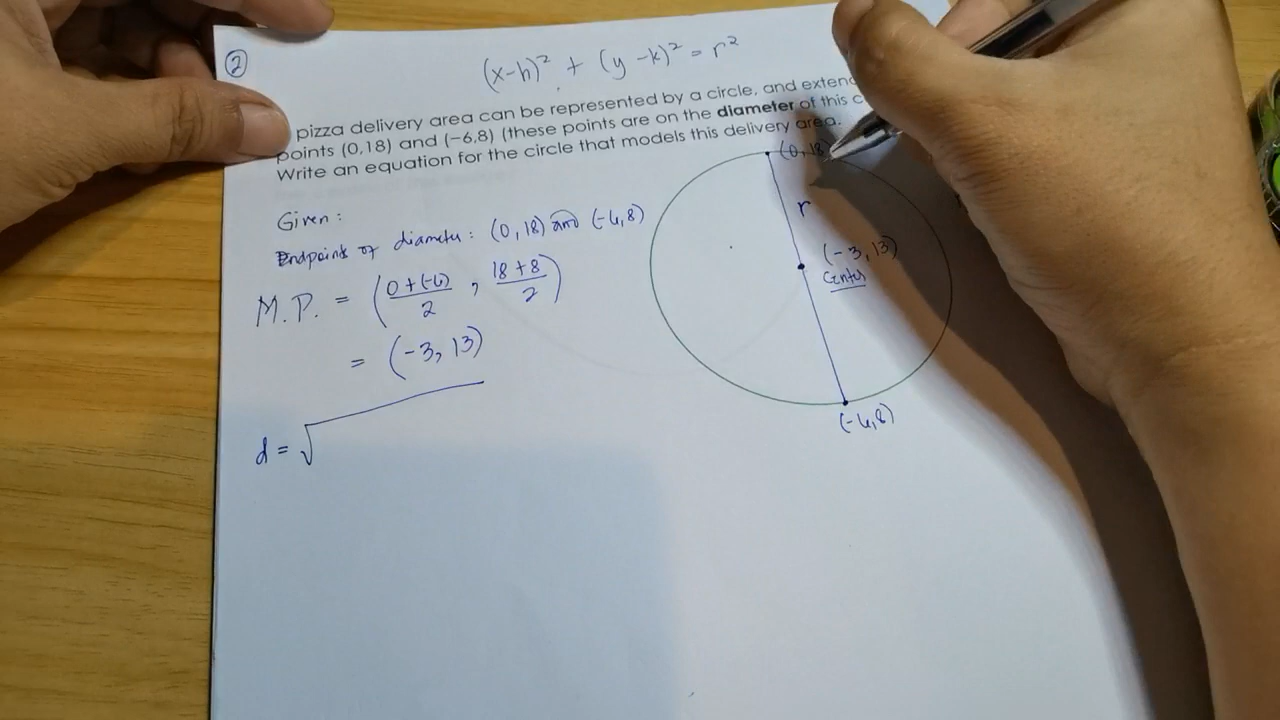 2
(x-h)² + (y-k)² = r²
pizza delivery area can be represented by a circle, and
points (0,18) and (−6,8) (these points are on the diameter of this
Write an equation for the circle that models this delivery area.
(0,18)
Given:
Endpoints of diameter: (0,18) and (-6,8)
r
M.P. = (0+(-6)/2, 18+8/2)
(-3,13)
Center
= (-3,13)
(-6,8)
d = √